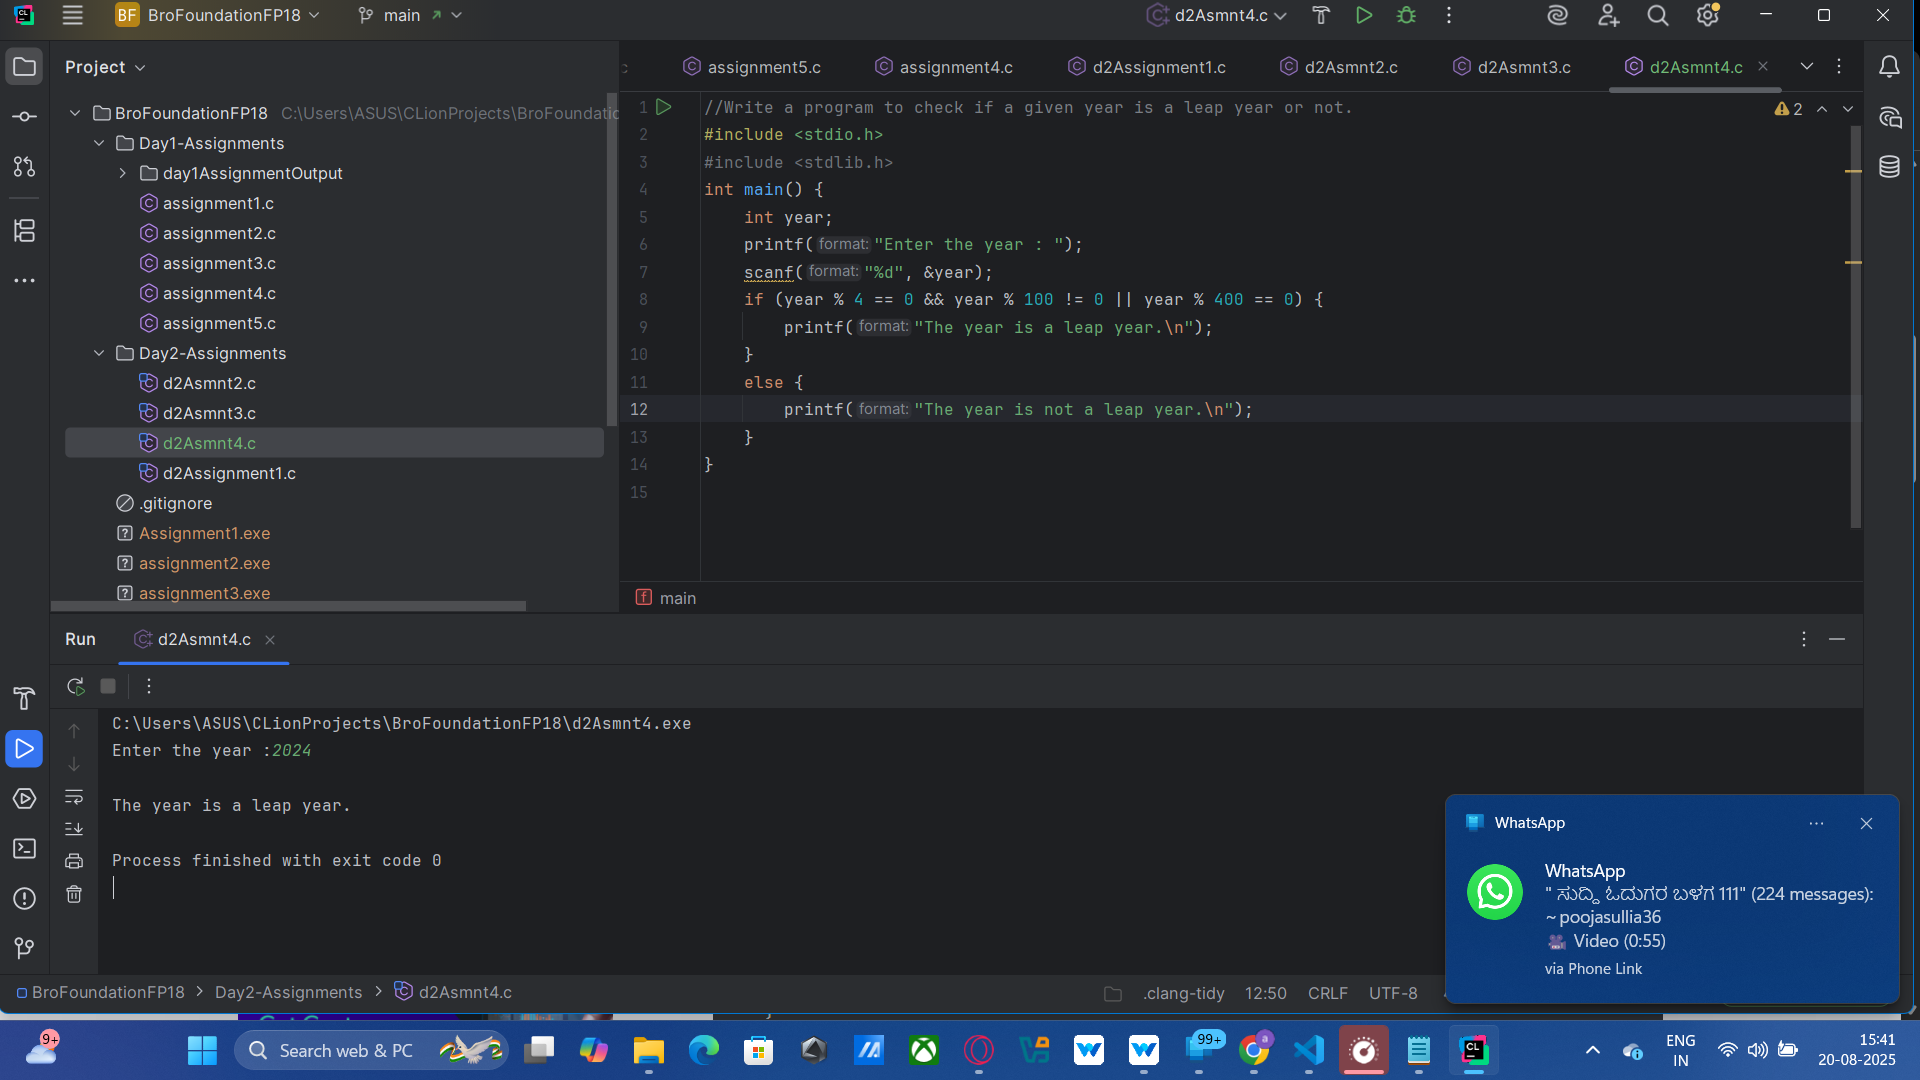 BF BroFoundationFP18 main d2Asmnt4.c
Project
assignment5.c assignment4.c d2Assignment1.c d2Asmnt2.c d2Asmnt3.c d2Asmnt4.c
BroFoundationFP18 C:\Users\ASUS\CLionProjects\BroFoundatio
Day1-Assignments
day1AssignmentOutput
assignment1.c
assignment2.c
assignment3.c
assignment4.c
assignment5.c
Day2-Assignments
d2Asmnt2.c
d2Asmnt3.c
d2Asmnt4.c
d2Assignment1.c
.gitignore
Assignment1.exe
assignment2.exe
assignment3.exe
1 //Write a program to check if a given year is a leap year or not.
2 #include <stdio.h>
3 #include <stdlib.h>
4 int main() {
5 int year;
6 printf( format: "Enter the year : ");
7 scanf( format: "%d", &year);
8 if (year % 4 == 0 && year % 100 != 0 || year % 400 == 0) {
9 printf( format: "The year is a leap year.\n");
10 }
11 else {
12 printf( format: "The year is not a leap year.\n");
13 }
14 }
15
2
main
Run d2Asmnt4.c
C:\Users\ASUS\CLionProjects\BroFoundationFP18\d2Asmnt4.exe
Enter the year :2024
The year is a leap year.
Process finished with exit code 0
WhatsApp
WhatsApp
" ಸುದ್ದಿ ಓದುಗರ ಬಳಗ 111" (224 messages):
~ poojasullia36
Video (0:55)
via Phone Link
BroFoundationFP18 > Day2-Assignments > d2Asmnt4.c
.clang-tidy 12:50 CRLF UTF-8
9+
Search web & PC
99+
ENG
IN
15:41
20-08-2025